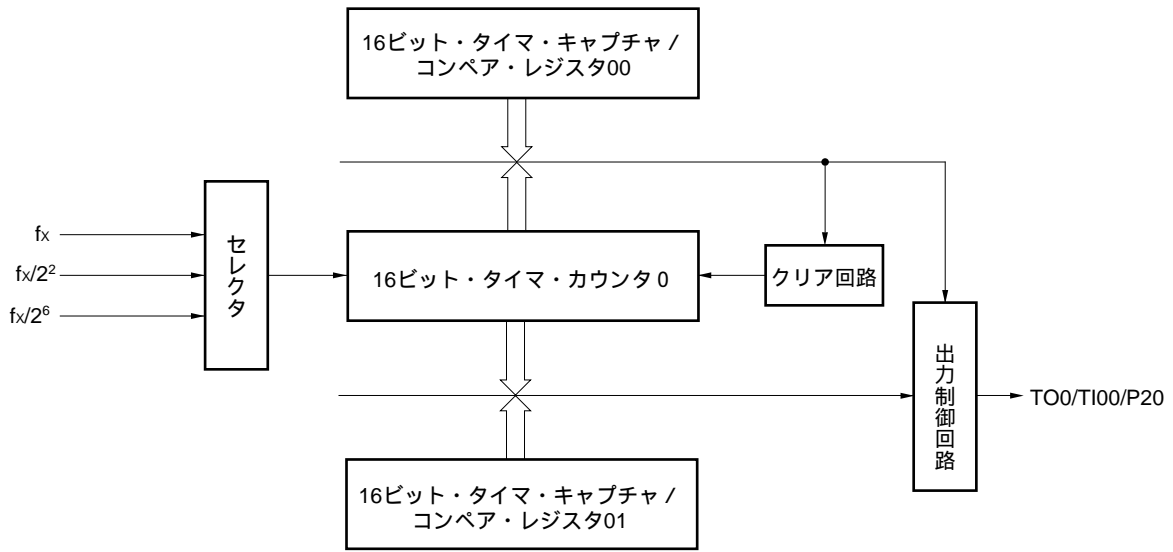 16ビット・タイマ・キャプチャ /
コンペア・レジスタ00
fX
fX/2²
fX/2⁶
セレクタ
16ビット・タイマ・カウンタ 0
クリア回路
出力制御回路
TO0/TI00/P20
16ビット・タイマ・キャプチャ /
コンペア・レジスタ01